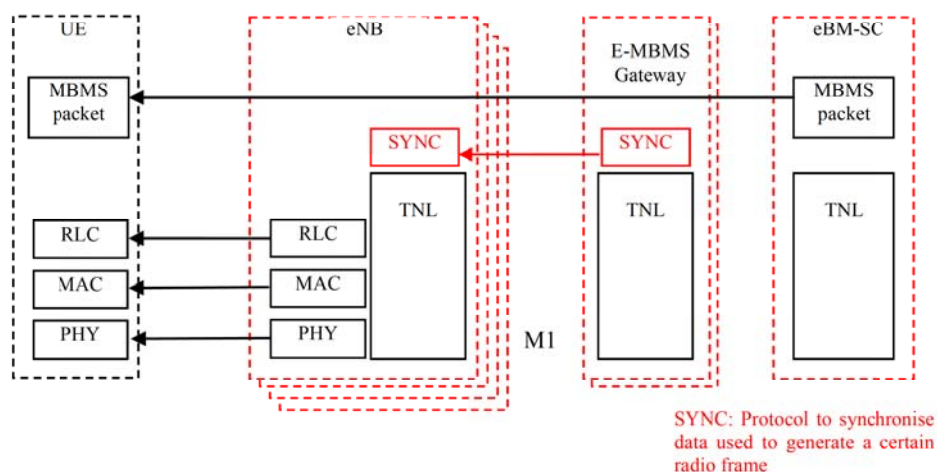 UE
eNB
E-MBMS
Gateway
eBM-SC
MBMS
packet
MBMS
packet
SYNC
SYNC
TNL
TNL
TNL
RLC
RLC
MAC
MAC
PHY
PHY
M1
SYNC: Protocol to synchronise
data used to generate a certain
radio frame